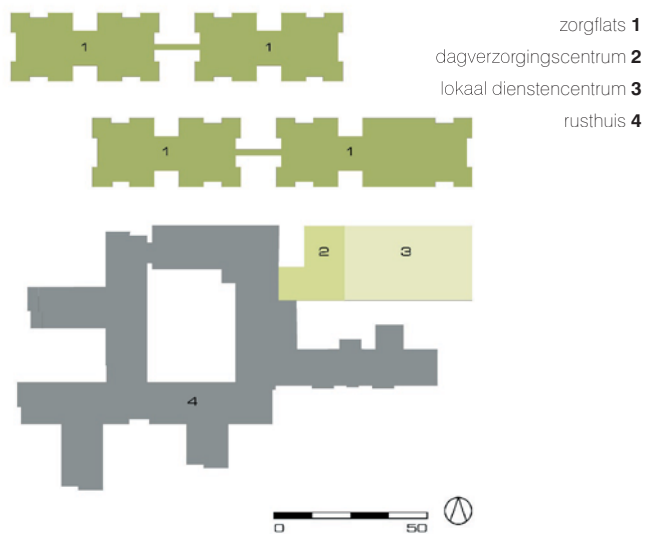 zorgflats 1
dagverzorgingscentrum 2
lokaal dienstencentrum 3
rusthuis 4
1 1
1 1
2 3
4
0 50